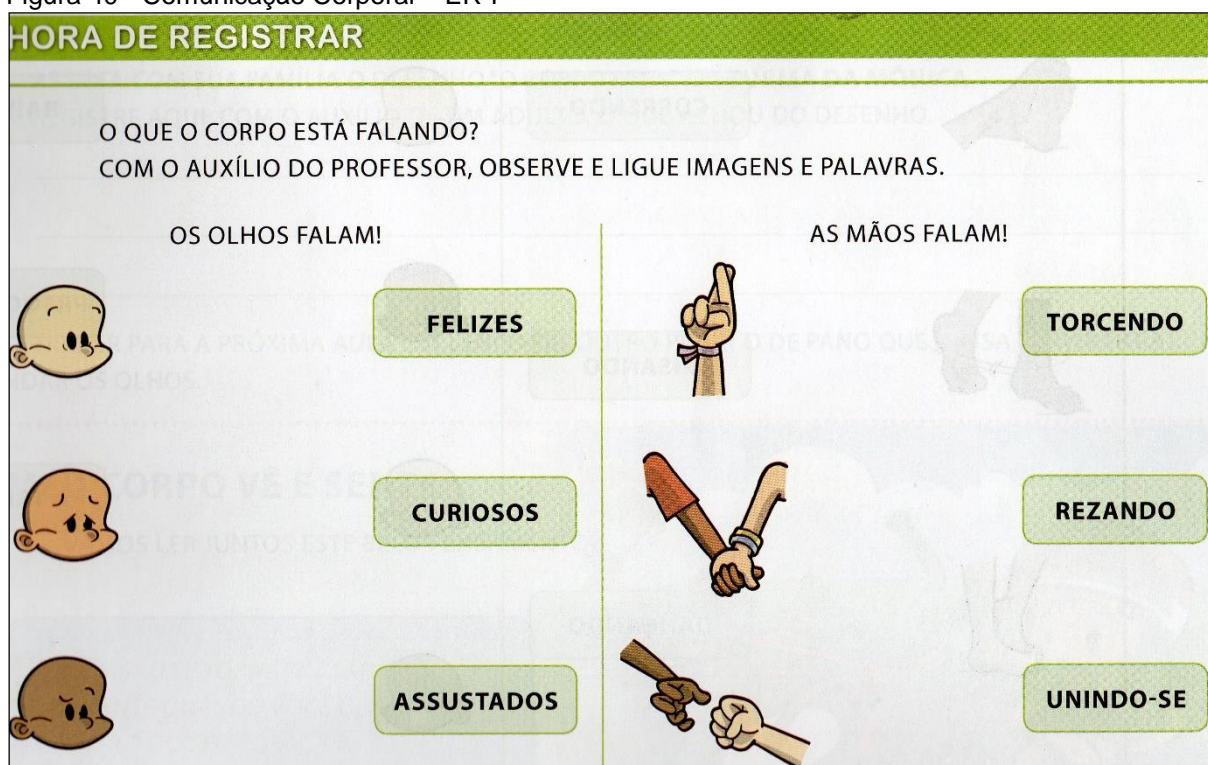 HORA DE REGISTRAR
O QUE O CORPO ESTÁ FALANDO?
COM O AUXÍLIO DO PROFESSOR, OBSERVE E LIGUE IMAGENS E PALAVRAS.
OS OLHOS FALAM!
FELIZES
CURIOSOS
ASSUSTADOS
AS MÃOS FALAM!
TORCENDO
REZANDO
UNINDO-SE